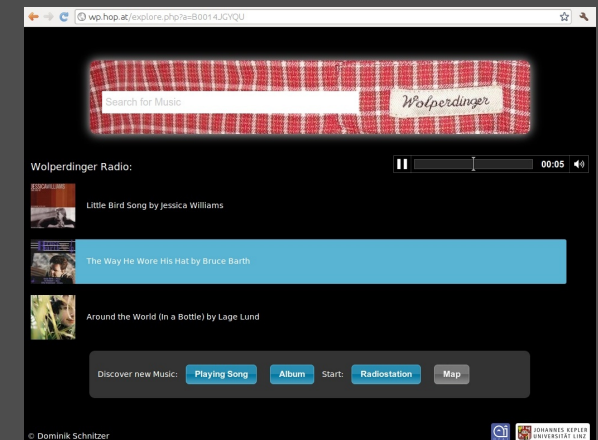 wp.hop.at/explore.php?a=B0014JGYQU
Search for Music
Wolperdinger
Wolperdinger Radio:
00:05
JESSICA WILLIAMS
Little Bird Song by Jessica Williams
The Way He Wore His Hat by Bruce Barth
Around the World (In a Bottle) by Lage Lund
Discover new Music: Playing Song Album Start: Radiostation Map
© Dominik Schnitzer
JOHANNES KEPLER
UNIVERSITÄT LINZ